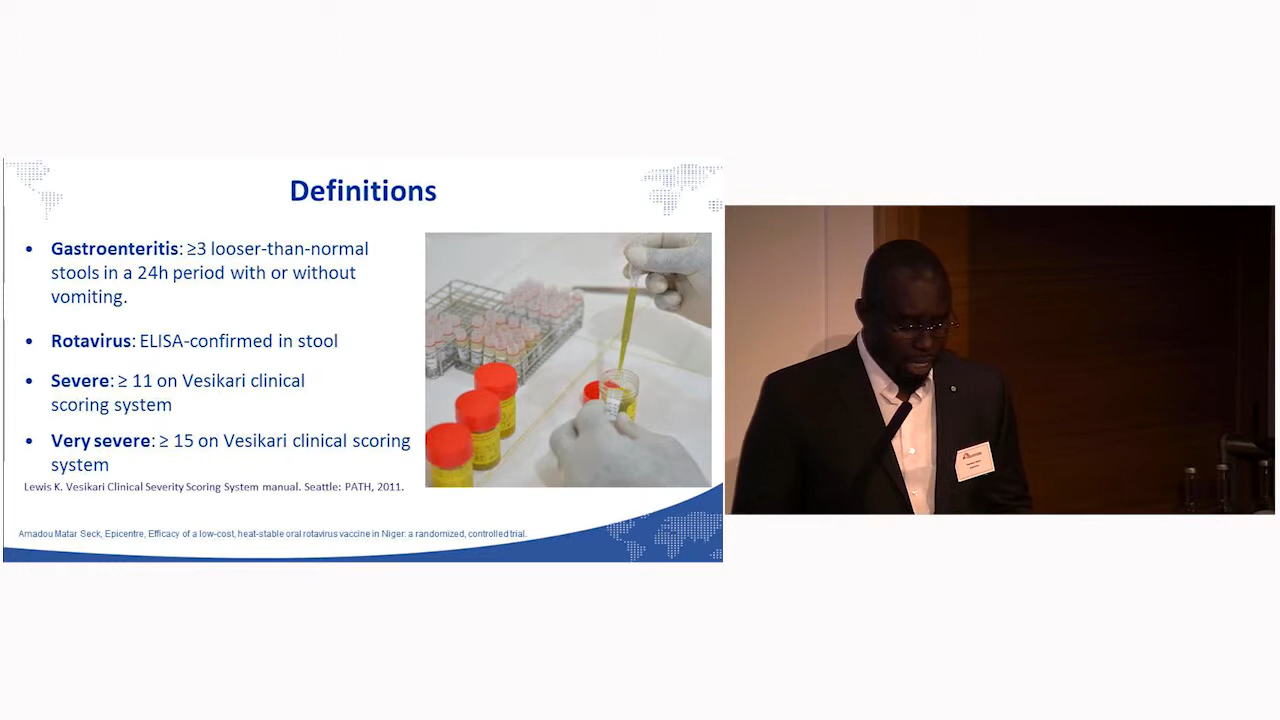 Definitions
• Gastroenteritis: ≥3 looser-than-normal
stools in a 24h period with or without
vomiting.
• Rotavirus: ELISA-confirmed in stool
• Severe: ≥ 11 on Vesikari clinical
scoring system
• Very severe: ≥ 15 on Vesikari clinical scoring
system
Lewis K. Vesikari Clinical Severity Scoring System manual. Seattle: PATH, 2011.
Amadou Matar Seck, Epicentre, Efficacy of a low-cost, heat-stable oral rotavirus vaccine in Niger: a randomized, controlled trial.